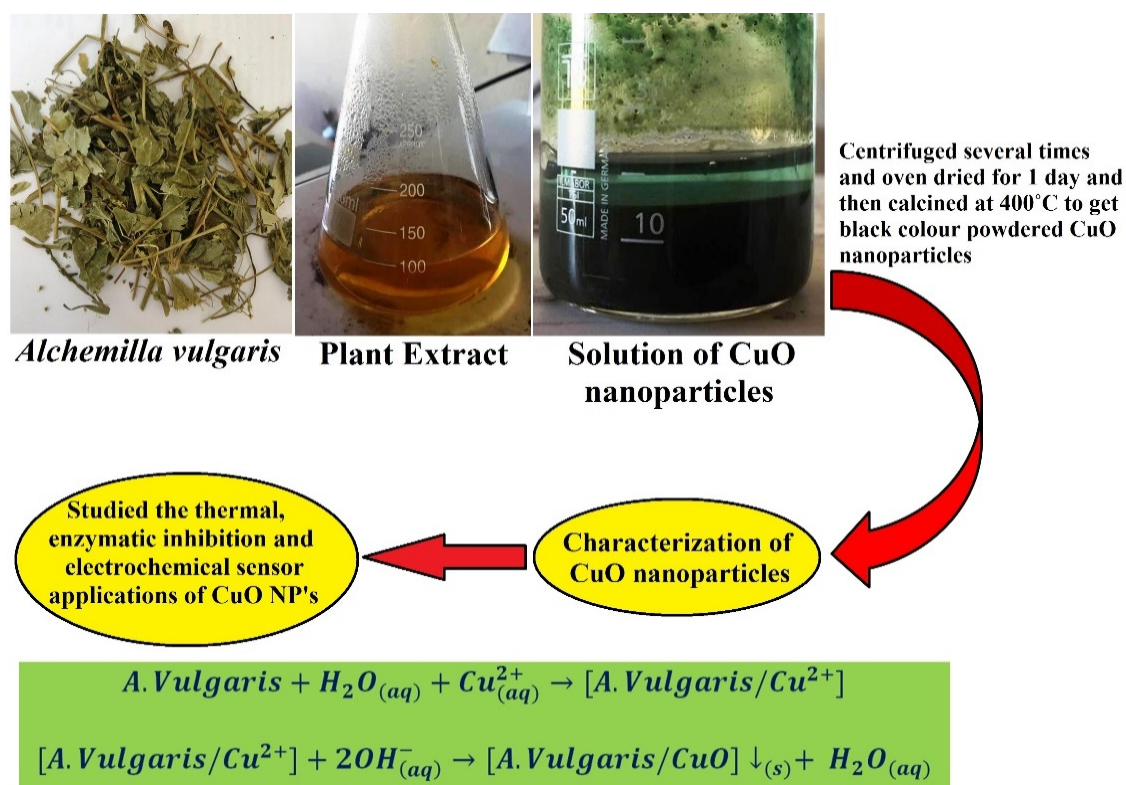 250
APPROX
200
150
100
ml
50ml
10
MADE IN GERMAN
Alchemilla vulgaris
Plant Extract
Solution of CuO
nanoparticles
Centrifuged several times
and oven dried for 1 day and
then calcined at 400°C to get
black colour powdered CuO
nanoparticles
Characterization of
CuO nanoparticles
Studied the thermal,
enzymatic inhibition and
electrochemical sensor
applications of CuO NP's
A.Vulgaris + H₂O₍aq₎ + Cu²⁺₍aq₎ → [A.Vulgaris/Cu²⁺]
[A.Vulgaris/Cu²⁺] + 2OH⁻₍aq₎ → [A.Vulgaris/CuO] ↓₍s₎+ H₂O₍aq₎